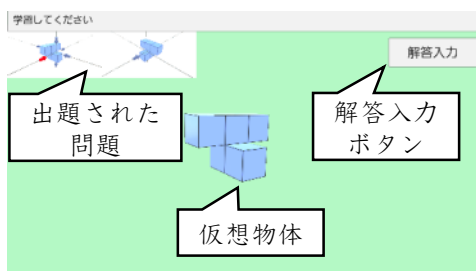 学習してください
解答入力
出題された
問題
解答入力
ボタン
仮想物体